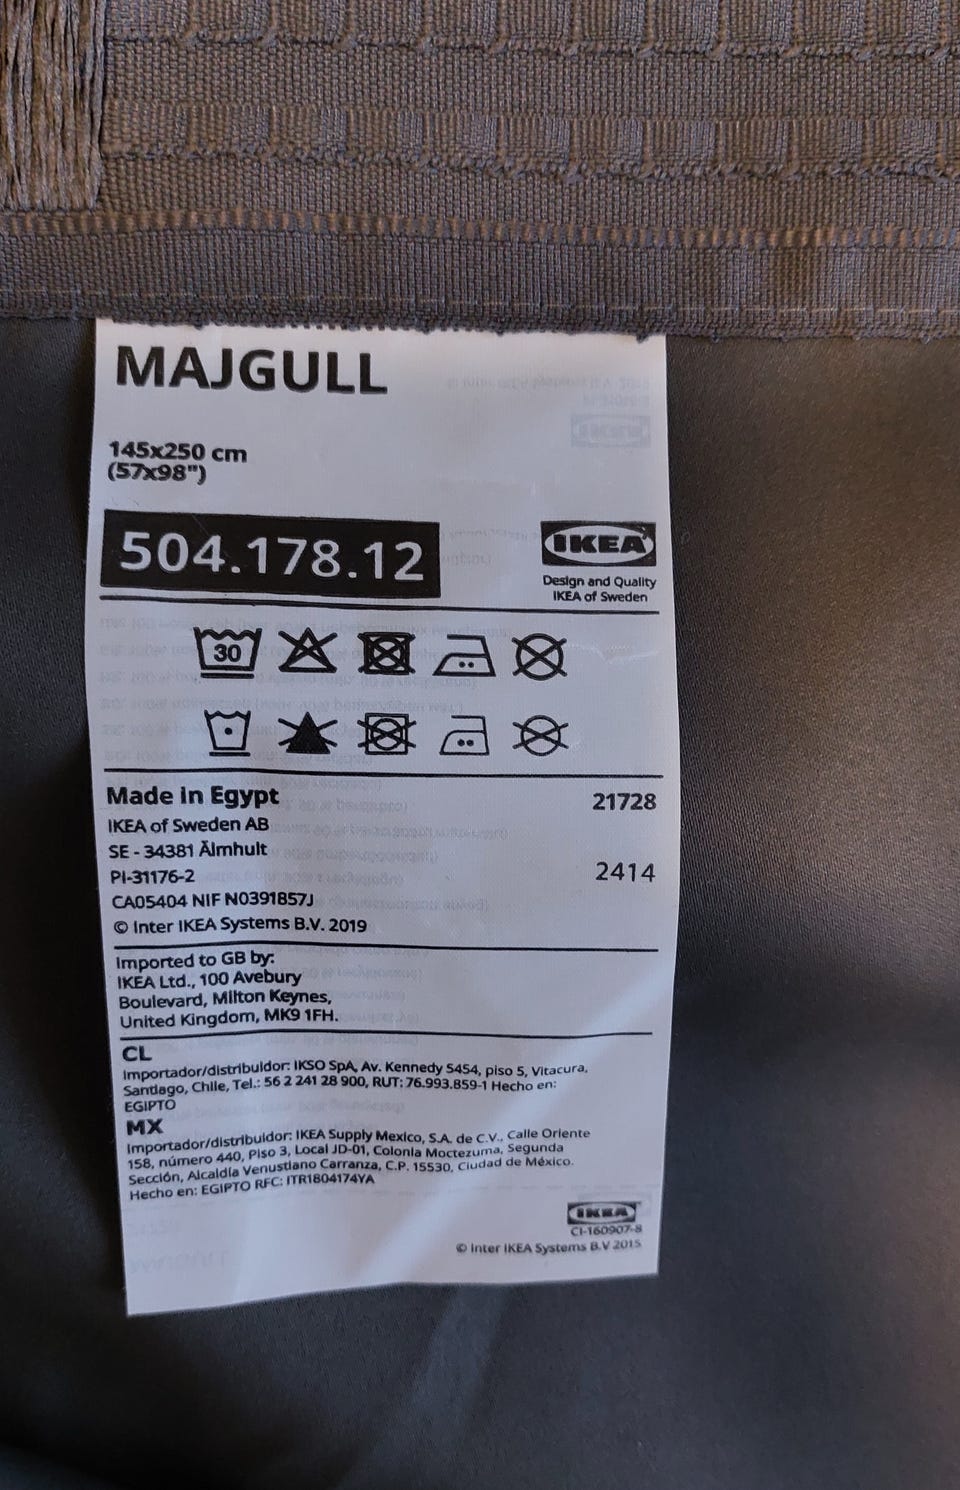 MAJGULL
145x250 cm
(57x98")
504.178.12
IKEA
Design and Quality
IKEA of Sweden
30
Made in Egypt
21728
IKEA of Sweden AB
SE - 34381 Älmhult
PI-31176-2
2414
CA05404 NIF N0391857J
© Inter IKEA Systems B.V. 2019
Imported to GB by:
IKEA Ltd., 100 Avebury
Boulevard, Milton Keynes,
United Kingdom, MK9 1FH.
CL
Importador/distribuidor: IKSO SpA, Av. Kennedy 5454, piso 5, Vitacura,
Santiago, Chile, Tel.: 56 2 241 28 900, RUT: 76.993.859-1 Hecho en:
EGIPTO
MX
Importador/distribuidor: IKEA Supply Mexico, S.A. de C.V., Calle Oriente
158, número 440, Piso 3, Local JD-01, Colonia Moctezuma, Segunda
Sección, Alcaldía Venustiano Carranza, C.P. 15530, Ciudad de México.
Hecho en: EGIPTO RFC: ITR1804174YA
IKEA
CI-160907-8
© Inter IKEA Systems B.V 2015